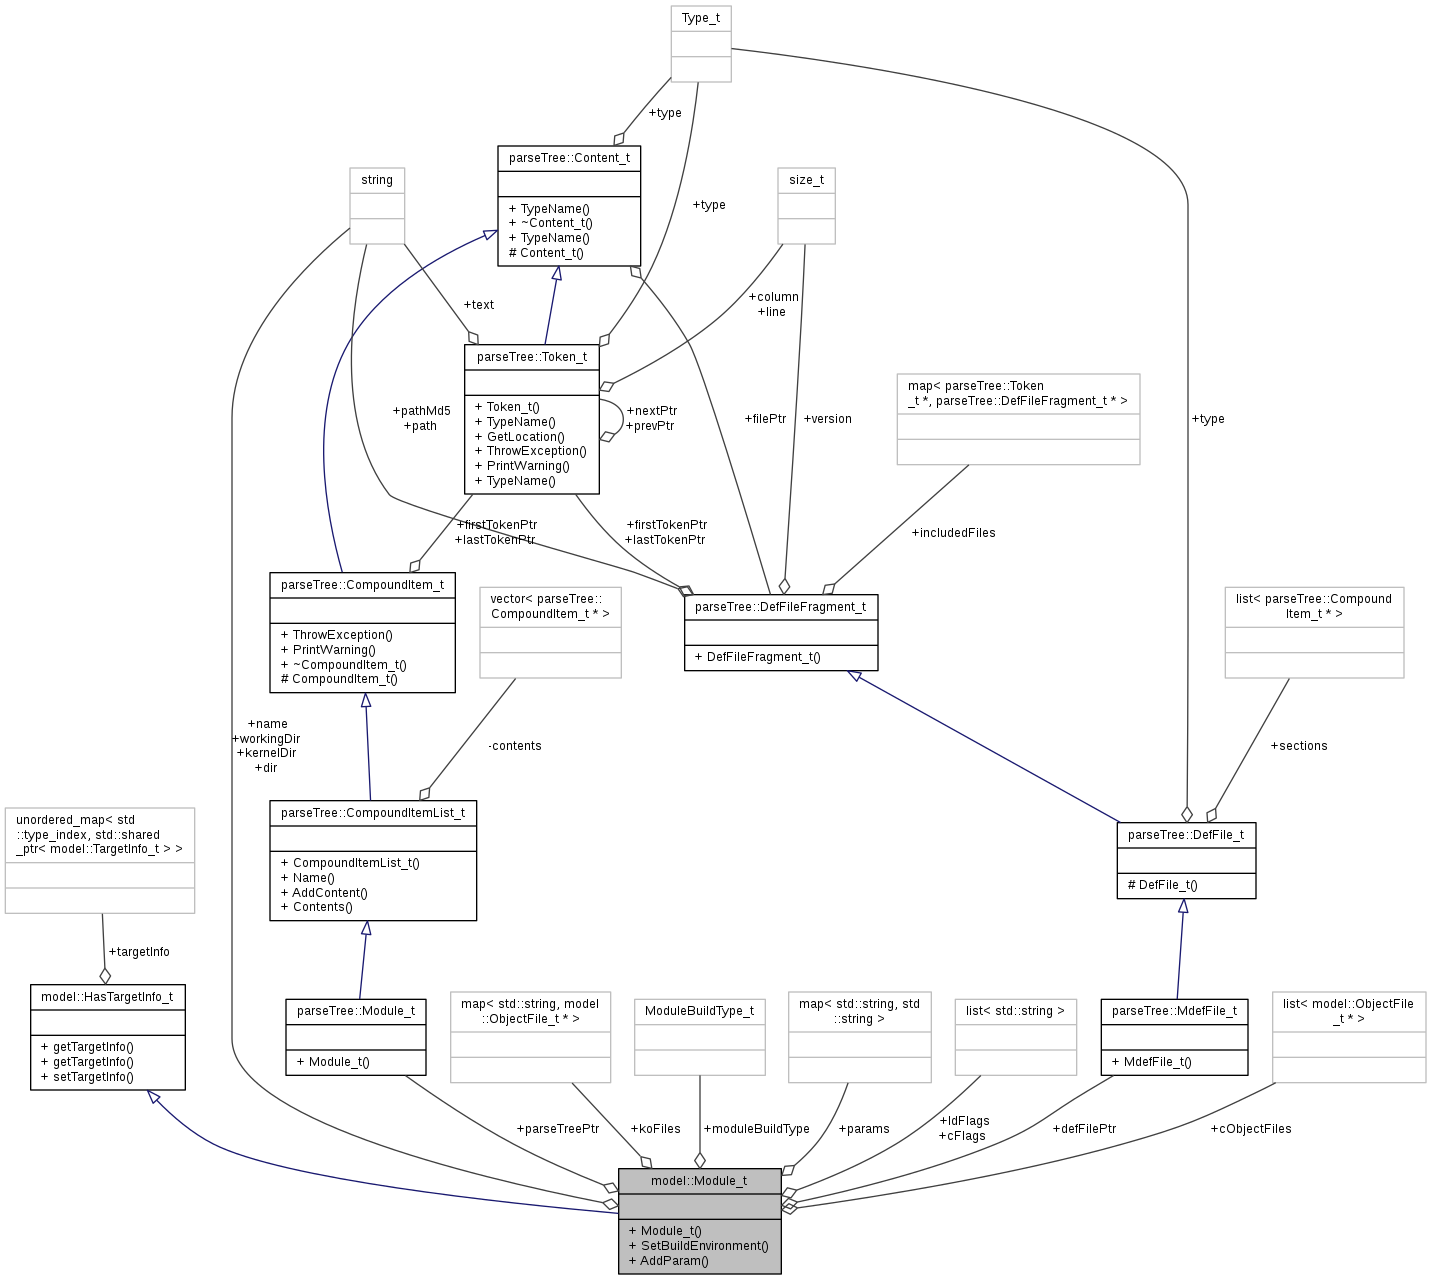 Type_t
+type
parseTree::Content_t
+ TypeName()
+ ~Content_t()
+ TypeName()
# Content_t()
string
size_t
+type
+text
+column
+line
parseTree::Token_t
+ Token_t()
+ TypeName()
+ GetLocation()
+ ThrowException()
+ PrintWarning()
+ TypeName()
+nextPtr
+prevPtr
+pathMd5
+path
+filePtr
+version
map< parseTree::Token
_t *, parseTree::DefFileFragment_t * >
+type
+firstTokenPtr
+lastTokenPtr
+firstTokenPtr
+lastTokenPtr
+includedFiles
parseTree::CompoundItem_t
+ ThrowException()
+ PrintWarning()
+ ~CompoundItem_t()
# CompoundItem_t()
vector< parseTree::
CompoundItem_t * >
parseTree::DefFileFragment_t
+ DefFileFragment_t()
list< parseTree::Compound
Item_t * >
+name
+workingDir
+kernelDir
+dir
-contents
+sections
unordered_map< std
::type_index, std::shared
_ptr< model::TargetInfo_t > >
parseTree::CompoundItemList_t
+ CompoundItemList_t()
+ Name()
+ AddContent()
+ Contents()
parseTree::DefFile_t
# DefFile_t()
+targetInfo
model::HasTargetInfo_t
+ getTargetInfo()
+ getTargetInfo()
+ setTargetInfo()
parseTree::Module_t
+ Module_t()
map< std::string, model
::ObjectFile_t * >
ModuleBuildType_t
map< std::string, std
::string >
list< std::string >
parseTree::MdefFile_t
+ MdefFile_t()
list< model::ObjectFile
_t * >
+parseTreePtr
+koFiles
+moduleBuildType
+params
+ldFlags
+cFlags
+defFilePtr
+cObjectFiles
model::Module_t
+ Module_t()
+ SetBuildEnvironment()
+ AddParam()